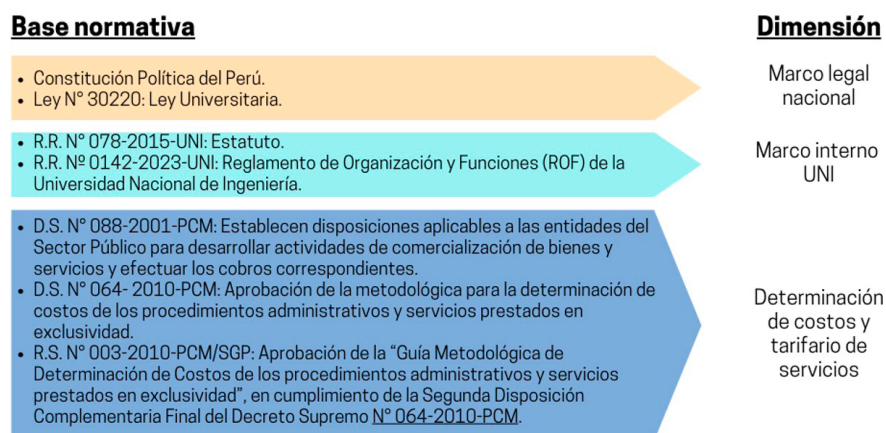 Base normativa
Dimensión
• Constitución Política del Perú.
• Ley N° 30220: Ley Universitaria.
Marco legal
nacional
• R.R. N° 078-2015-UNI: Estatuto.
• R.R. Nº 0142-2023-UNI: Reglamento de Organización y Funciones (ROF) de la
Universidad Nacional de Ingeniería.
Marco interno
UNI
• D.S. N° 088-2001-PCM: Establecen disposiciones aplicables a las entidades del
Sector Público para desarrollar actividades de comercialización de bienes y
servicios y efectuar los cobros correspondientes.
• D.S. N° 064- 2010-PCM: Aprobación de la metodológica para la determinación de
costos de los procedimientos administrativos y servicios prestados en
exclusividad.
• R.S. N° 003-2010-PCM/SGP: Aprobación de la “Guía Metodológica de
Determinación de Costos de los procedimientos administrativos y servicios
prestados en exclusividad”, en cumplimiento de la Segunda Disposición
Complementaria Final del Decreto Supremo N° 064-2010-PCM.
Determinación
de costos y
tarifario de
servicios